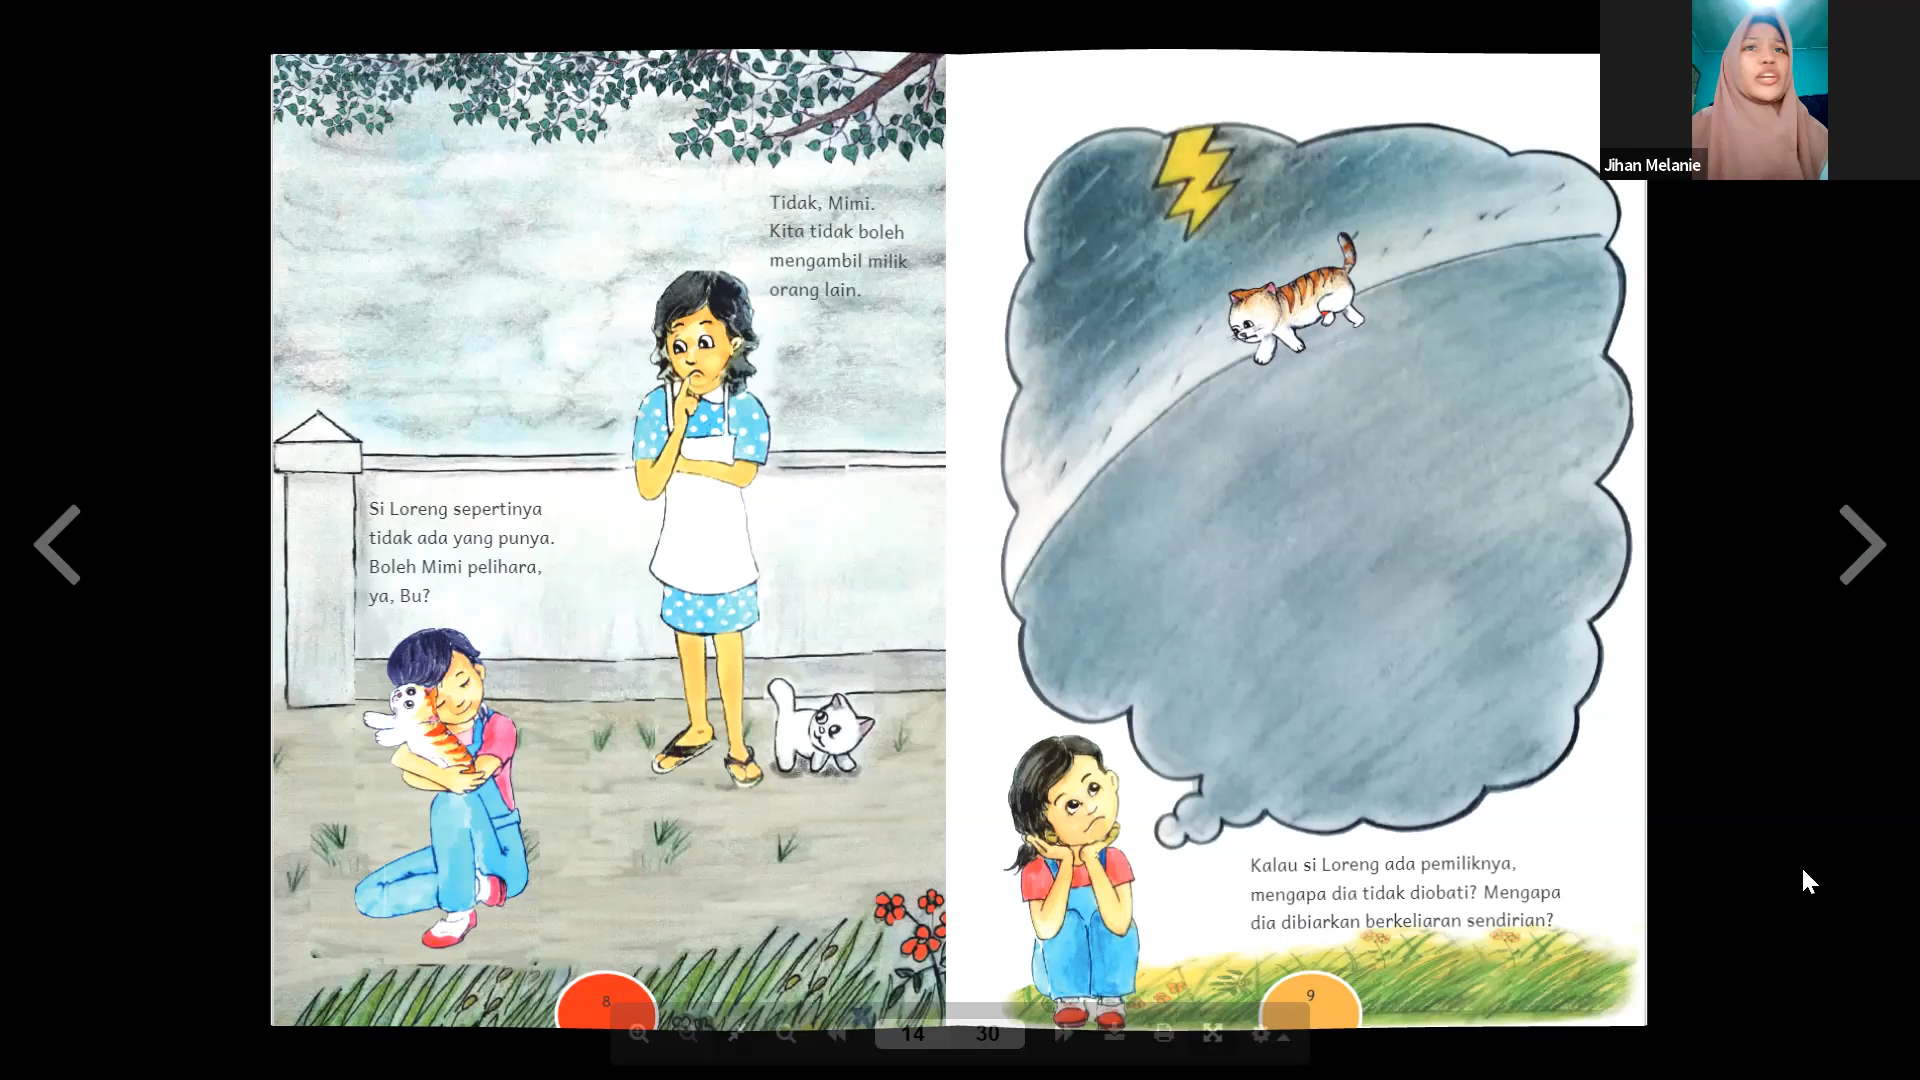 Tidak, Mimi.
Kita tidak boleh
mengambil milik
orang lain.
Si Loreng sepertinya
tidak ada yang punya.
Boleh Mimi pelihara,
ya, Bu?
8
Kalau si Loreng ada pemiliknya,
mengapa dia tidak diobati? Mengapa
dia dibiarkan berkeliaran sendirian?
9
Jihan Melanie
14
30